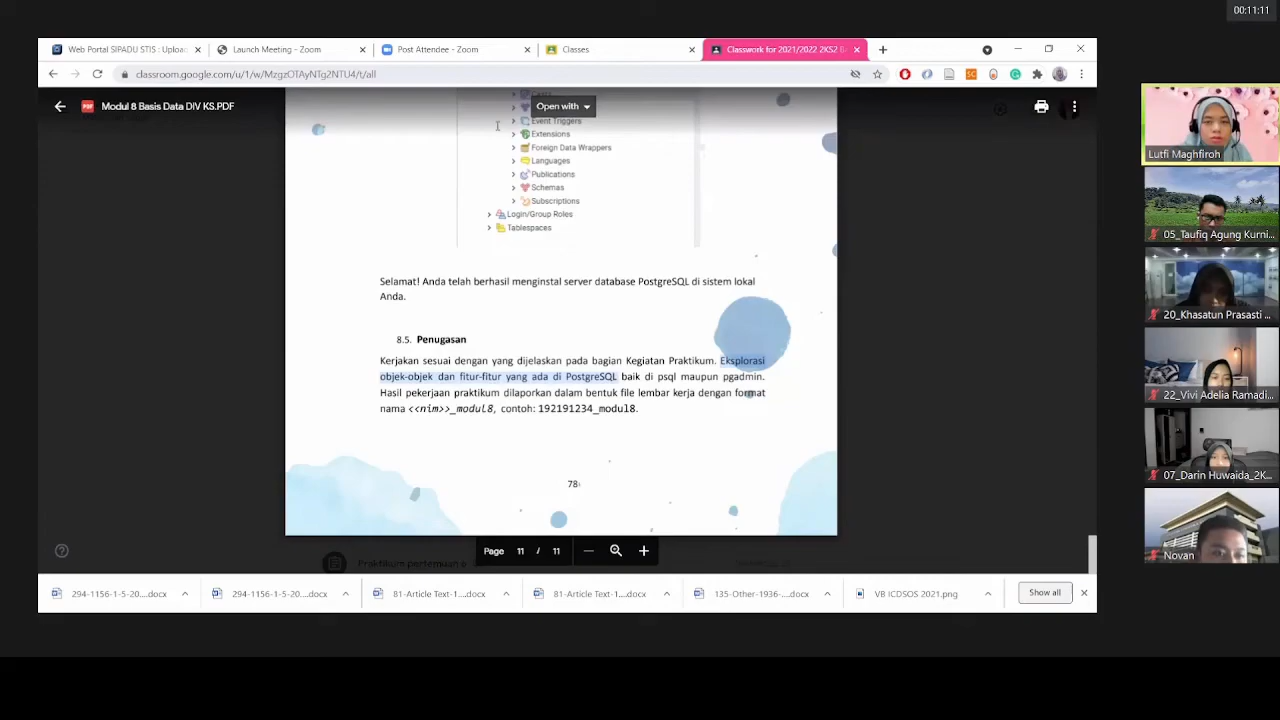 00:11:11
Web Portal SIPADU STIS : Upload
Launch Meeting - Zoom
Post Attendee - Zoom
Classes
Classwork for 2021/2022 2KS2 B
classroom.google.com/u/1/w/MzgzOTAyNTg2NTU4/t/all
Modul 8 Basis Data DIV KS.PDF
Open with
Event Triggers
Extensions
Foreign Data Wrappers
Languages
Publications
Schemas
Subscriptions
Login/Group Roles
Tablespaces
Selamat! Anda telah berhasil menginstal server database PostgreSQL di sistem lokal
Anda.
8.5. Penugasan
Kerjakan sesuai dengan yang dijelaskan pada bagian Kegiatan Praktikum. Eksplorasi
objek-objek dan fitur-fitur yang ada di PostgreSQL baik di psql maupun pgadmin.
Hasil pekerjaan praktikum dilaporkan dalam bentuk file lembar kerja dengan format
nama <<nim>>_modul8, contoh: 192191234_modul8.
78
Page 11 / 11
Praktikum pertemuan 6
294-1156-1-5-20....docx
294-1156-1-5-20....docx
81-Article Text-1....docx
81-Article Text-1....docx
135-Other-1936-....docx
VB ICDSOS 2021.png
Show all
Lutfi Maghfiroh
05_Taufiq Agung Kurni...
20_Khasatun Prasasti ...
22_Vivi Adelia Ramadi...
07_Darin Huwaida_2K...
Novan